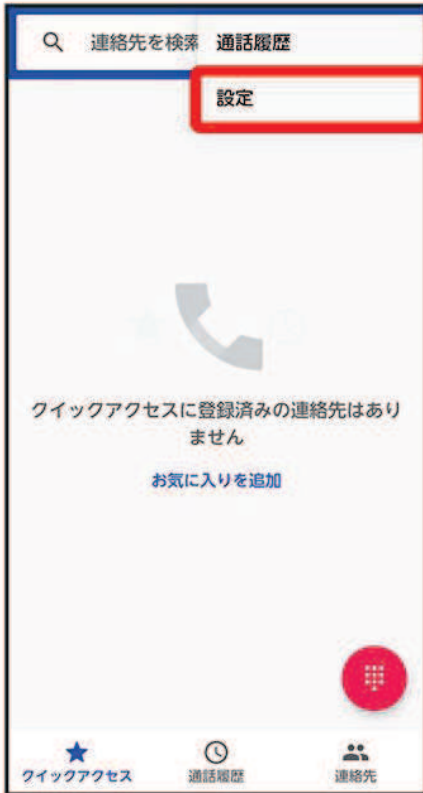 連絡先を検索
通話履歴
設定
クイックアクセスに登録済みの連絡先はあり
ません
お気に入りを追加
クイックアクセス
通話履歴
連絡先